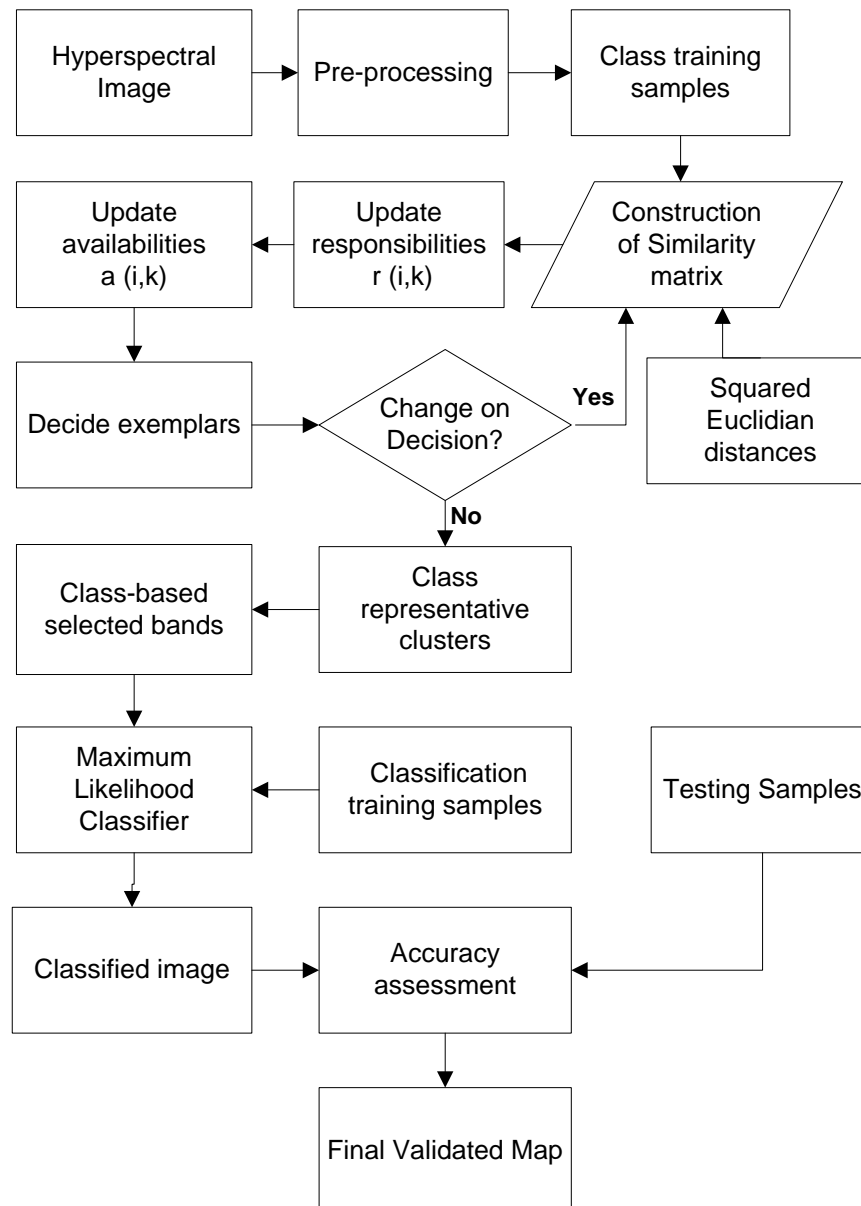 Hyperspectral
Image
Pre-processing
Class training
samples
Update
availabilities
a (i,k)
Update
responsibilities
r (i,k)
Construction
of Similarity
matrix
Decide exemplars
Change on
Decision?
Yes
Squared
Euclidian
distances
No
Class-based
selected bands
Class
representative
clusters
Maximum
Likelihood
Classifier
Classification
training samples
Testing Samples
Classified image
Accuracy
assessment
Final Validated Map